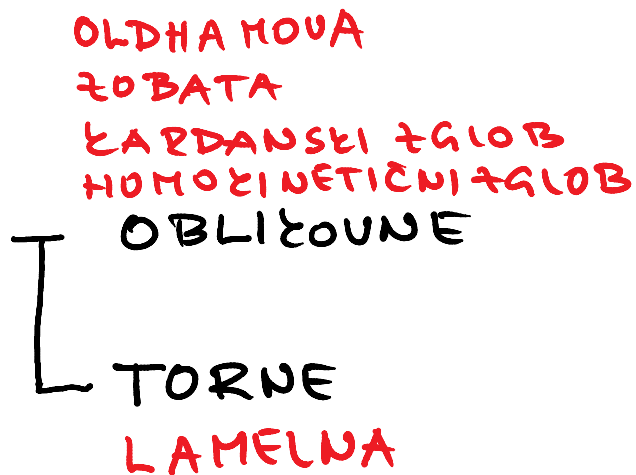 OLDHAMOVA
ZOBATA
KARDANSKI ZGLOB
HOMOKINETIČNI ZGLOB
OBLIKOVNE
TORNE
LAMELNA